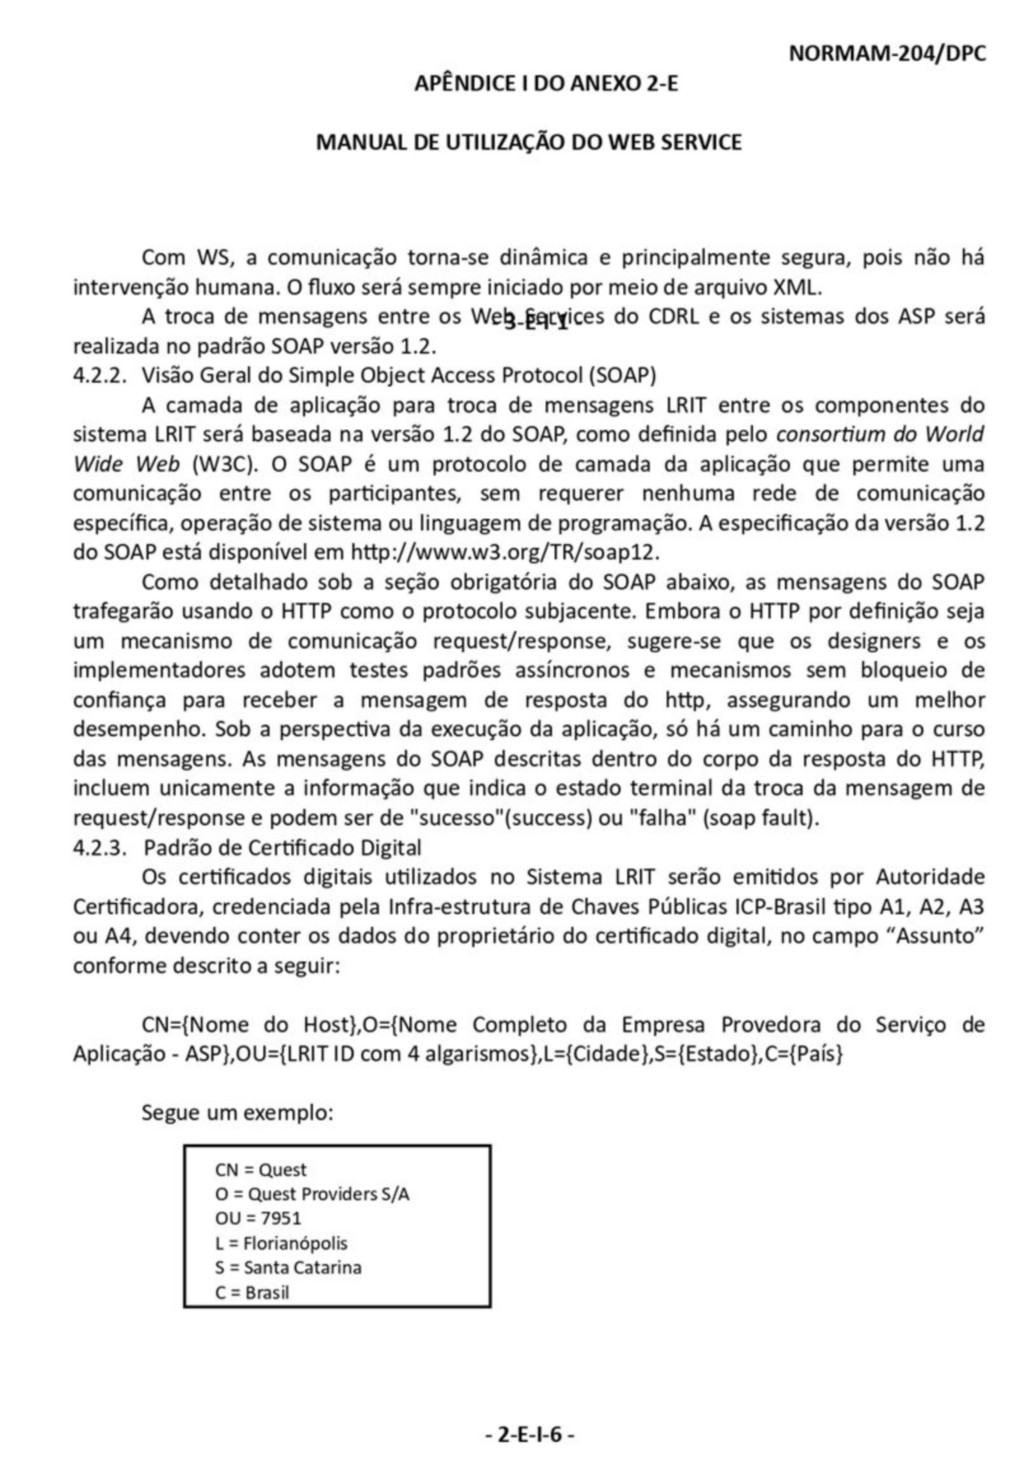 NORMAM-204/DPC
APÊNDICE I DO ANEXO 2-E
MANUAL DE UTILIZAÇÃO DO WEB SERVICE
Com WS, a comunicação torna-se dinâmica e principalmente segura, pois não há
intervenção humana. O fluxo será sempre iniciado por meio de arquivo XML.
A troca de mensagens entre os Web Services do CDRL e os sistemas dos ASP será
- 3-E-I-1 -
realizada no padrão SOAP versão 1.2.
4.2.2. Visão Geral do Simple Object Access Protocol (SOAP)
A camada de aplicação para troca de mensagens LRIT entre os componentes do
sistema LRIT será baseada na versão 1.2 do SOAP, como definida pelo consortium do World
Wide Web (W3C). O SOAP é um protocolo de camada da aplicação que permite uma
comunicação entre os participantes, sem requerer nenhuma rede de comunicação
específica, operação de sistema ou linguagem de programação. A especificação da versão 1.2
do SOAP está disponível em http://www.w3.org/TR/soap12.
Como detalhado sob a seção obrigatória do SOAP abaixo, as mensagens do SOAP
trafegarão usando o HTTP como o protocolo subjacente. Embora o HTTP por definição seja
um mecanismo de comunicação request/response, sugere-se que os designers e os
implementadores adotem testes padrões assíncronos e mecanismos sem bloqueio de
confiança para receber a mensagem de resposta do http, assegurando um melhor
desempenho. Sob a perspectiva da execução da aplicação, só há um caminho para o curso
das mensagens. As mensagens do SOAP descritas dentro do corpo da resposta do HTTP,
incluem unicamente a informação que indica o estado terminal da troca da mensagem de
request/response e podem ser de "sucesso"(success) ou "falha" (soap fault).
4.2.3. Padrão de Certificado Digital
Os certificados digitais utilizados no Sistema LRIT serão emitidos por Autoridade
Certificadora, credenciada pela Infra-estrutura de Chaves Públicas ICP-Brasil tipo A1, A2, A3
ou A4, devendo conter os dados do proprietário do certificado digital, no campo “Assunto”
conforme descrito a seguir:
CN={Nome do Host},O={Nome Completo da Empresa Provedora do Serviço de
Aplicação - ASP},OU={LRIT ID com 4 algarismos},L={Cidade},S={Estado},C={País}
Segue um exemplo:
CN = Quest
O = Quest Providers S/A
OU = 7951
L = Florianópolis
S = Santa Catarina
C = Brasil
- 2-E-I-6 -